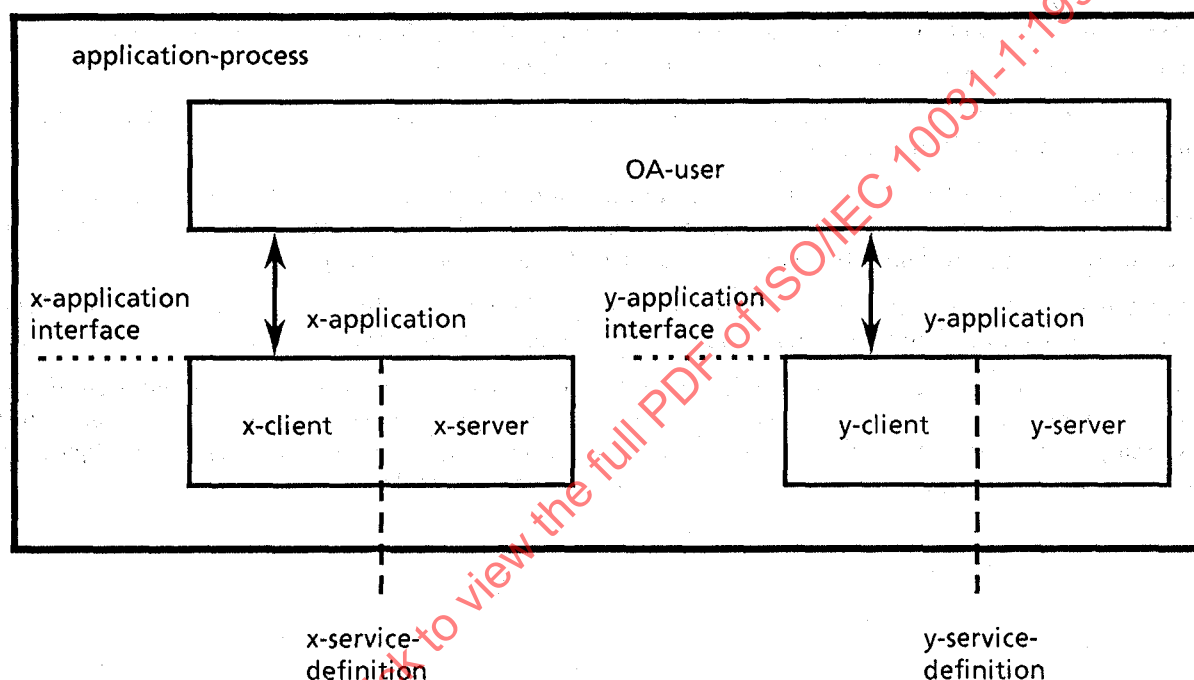 application-process
OA-user
x-application
interface
x-application
y-application
interface
y-application
x-client
x-server
y-client
y-server
x-service-
definition
y-service-
definition
k to view the full PDF of ISO/IEC 10031-1:199